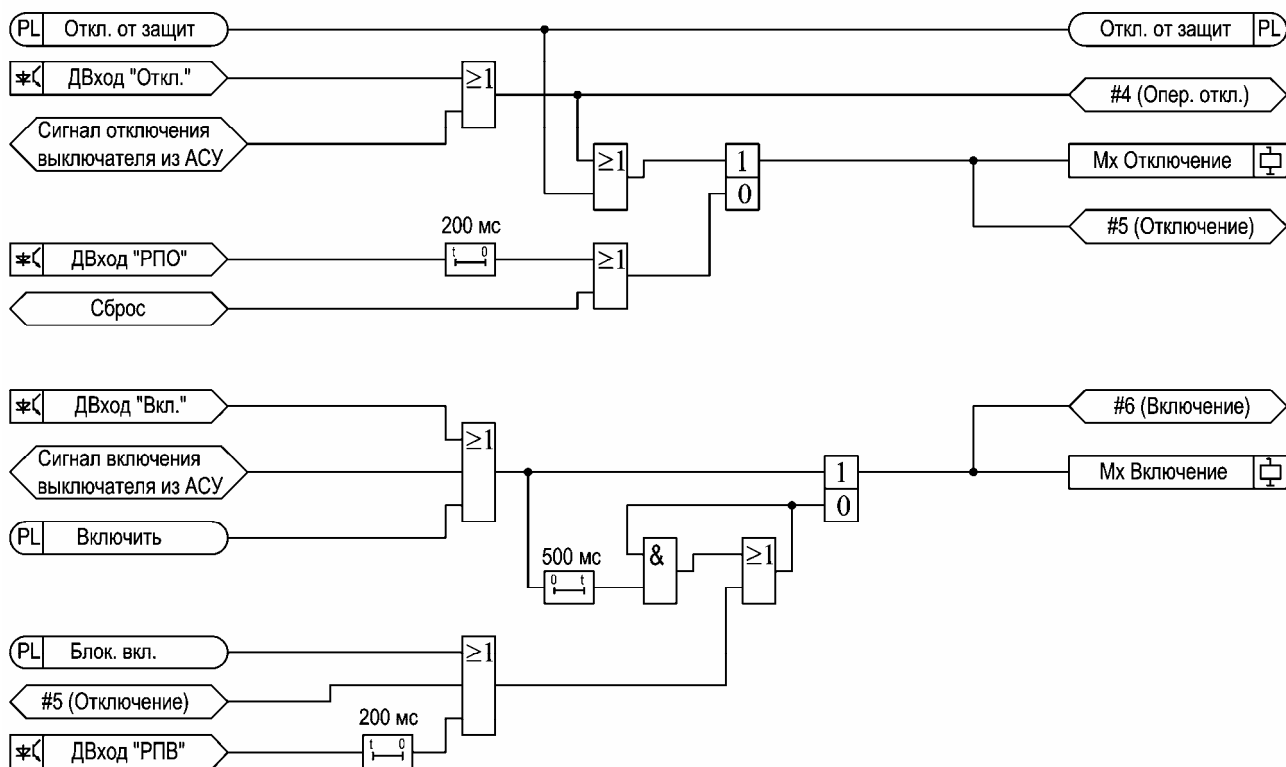 PL Откл. от защит
Откл. от защит PL
ДВход "Откл."
≥1
#4 (Опер. откл.)
Сигнал отключения
выключателя из АСУ
≥1
1
0
Мх Отключение
#5 (Отключение)
200 мс
t 0
ДВход "РПО"
≥1
Сброс
ДВход "Вкл."
#6 (Включение)
≥1
Сигнал включения
выключателя из АСУ
1
0
Мх Включение
PL Включить
500 мс
0 t
&
≥1
PL Блок. вкл.
≥1
#5 (Отключение)
200 мс
t 0
ДВход "РПВ"